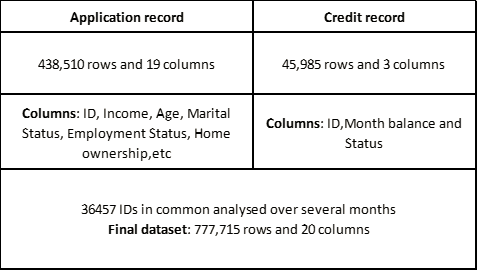 Application record
Credit record
438,510 rows and 19 columns
45,985 rows and 3 columns
Columns: ID, Income, Age, Marital
Status, Employment Status, Home
ownership,etc
Columns: ID,Month balance and
Status
36457 IDs in common analysed over several months
Final dataset: 777,715 rows and 20 columns